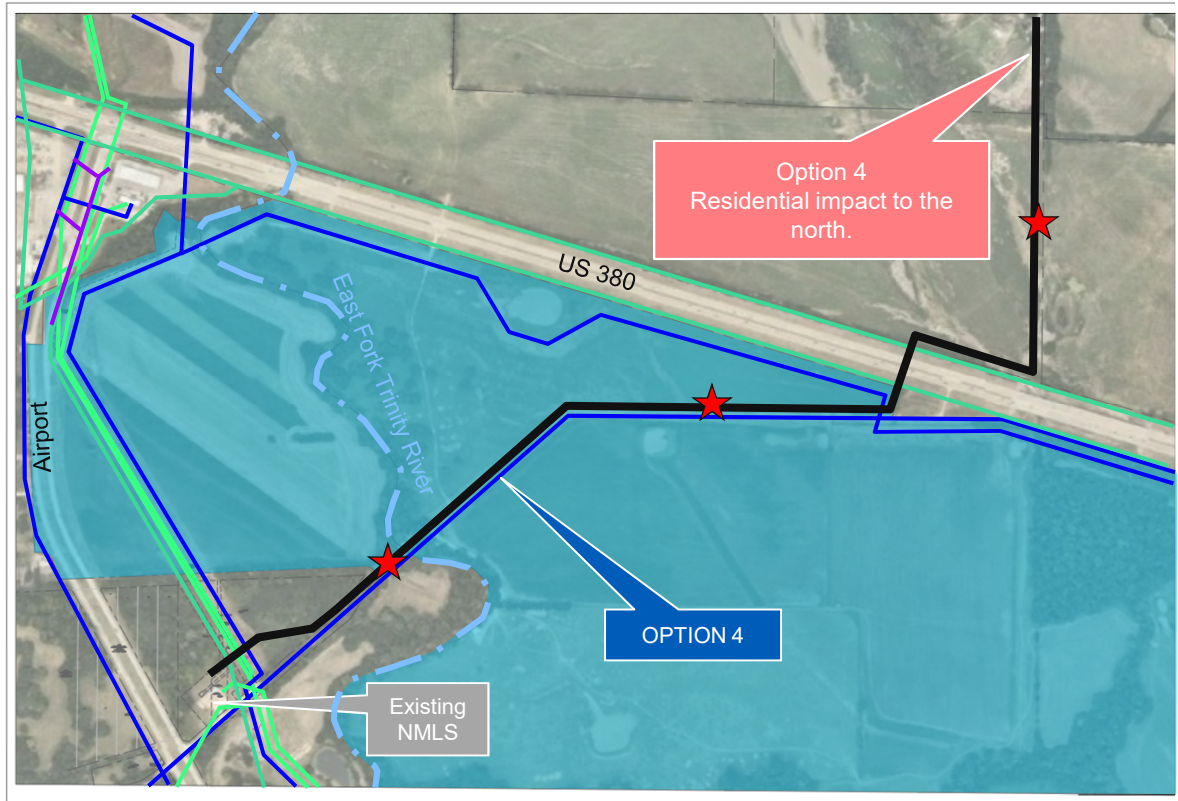 Option 4
Residential impact to the
north.
US 380
East Fork Trinity River
Airport
OPTION 4
Existing
NMLS